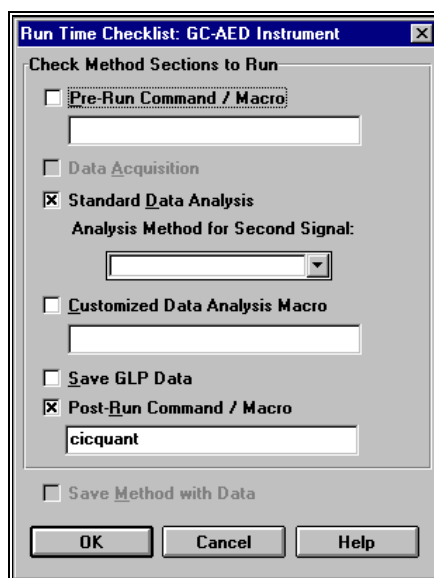 Run Time Checklist: GC-AED Instrument
Check Method Sections to Run
Pre-Run Command / Macro
Data Acquisition
Standard Data Analysis
Analysis Method for Second Signal:
Customized Data Analysis Macro
Save GLP Data
Post-Run Command / Macro
cicquant
Save Method with Data
OK Cancel Help